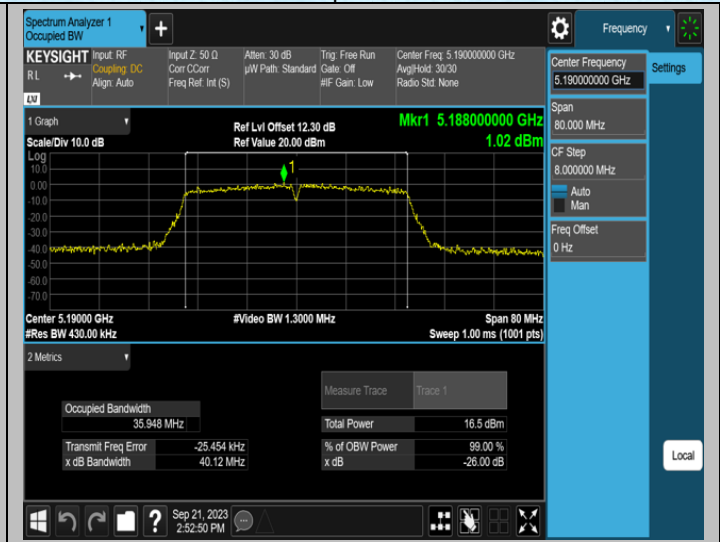 Spectrum Analyzer 1
Occupied BW
Frequency
KEYSIGHT
Input: RF
Coupling: DC
Align: Auto
Input Z: 50 Ω
Corr CCorr
Freq Ref: Int (S)
Atten: 30 dB
µW Path: Standard
Trig: Free Run
Gate: Off
#IF Gain: Low
Center Freq: 5.190000000 GHz
Avg|Hold: 30/30
Radio Std: None
R L
LXI
1 Graph
Scale/Div 10.0 dB
Ref Lvl Offset 12.30 dB
Ref Value 20.00 dBm
Mkr1 5.188000000 GHz
1.02 dBm
Log
10.0
0.00
-10.0
-20.0
-30.0
-40.0
-50.0
-60.0
-70.0
1
Center 5.19000 GHz
#Res BW 430.00 kHz
#Video BW 1.3000 MHz
Span 80 MHz
Sweep 1.00 ms (1001 pts)
2 Metrics
Measure Trace Trace 1
Occupied Bandwidth
35.948 MHz
Total Power 16.5 dBm
Transmit Freq Error -25.454 kHz
% of OBW Power 99.00 %
x dB Bandwidth 40.12 MHz
x dB -26.00 dB
Center Frequency
5.190000000 GHz
Settings
Span
80.000 MHz
CF Step
8.000000 MHz
Auto
Man
Freq Offset
0 Hz
Local
?
Sep 21, 2023
2:52:50 PM